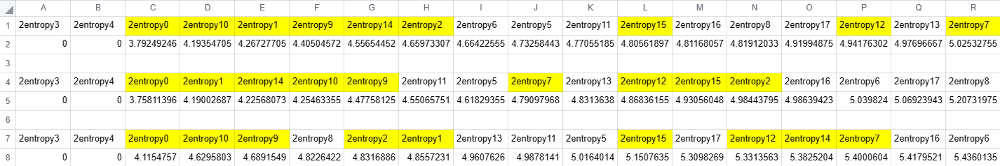 A B C D E F G H I J K L M N O P Q R
1 2entropy3 2entropy4 2entropy0 2entropy10 2entropy1 2entropy9 2entropy14 2entropy2 2entropy6 2entropy5 2entropy11 2entropy15 2entropy16 2entropy8 2entropy17 2entropy12 2entropy13 2entropy7
2 0 0 3.79249246 4.19354705 4.26727705 4.40504572 4.55654452 4.65973307 4.66422555 4.73258443 4.77055185 4.80561897 4.81168057 4.81912033 4.91994875 4.94176302 4.97696667 5.02532755
3
4 2entropy3 2entropy4 2entropy0 2entropy1 2entropy14 2entropy10 2entropy9 2entropy11 2entropy5 2entropy7 2entropy13 2entropy12 2entropy15 2entropy2 2entropy16 2entropy6 2entropy17 2entropy8
5 0 0 3.75811396 4.19002687 4.22568073 4.25463355 4.47758125 4.55065751 4.61829355 4.79097968 4.8313638 4.86836155 4.93056048 4.98443795 4.98639423 5.039824 5.06923943 5.20731975
6
7 2entropy3 2entropy4 2entropy0 2entropy10 2entropy9 2entropy8 2entropy2 2entropy1 2entropy13 2entropy11 2entropy5 2entropy15 2entropy17 2entropy12 2entropy14 2entropy7 2entropy16 2entropy6
8 0 0 4.1154757 4.6295803 4.6891549 4.8226422 4.8316886 4.8557231 4.9607626 4.9878141 5.0164014 5.1507635 5.3098269 5.3313563 5.3825204 5.4000604 5.4179521 5.4360135